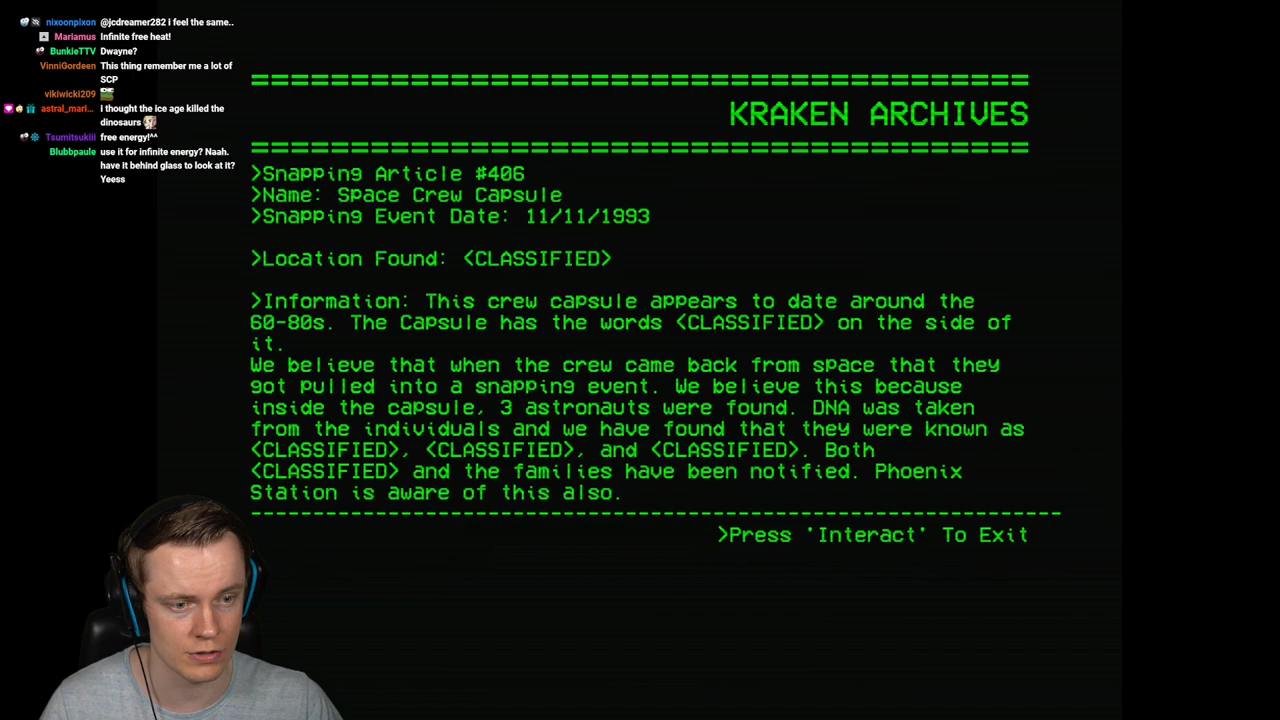 nixoonpixon @jcdreamer282 i feel the same..
Mariamus Infinite free heat!
BunkieTTV Dwayne?
VinniGordeen This thing remember me a lot of
SCP
vikiwicki209
astral_mari... i thought the ice age killed the
dinosaurs
Tsumitsukiii free energy!^^
Blubbpaule use it for infinite energy? Naah.
have it behind glass to look at it?
Yeess
========================================
KRAKEN ARCHIVES
========================================
>Snapping Article #406
>Name: Space Crew Capsule
>Snapping Event Date: 11/11/1993
>Location Found: <CLASSIFIED>
>Information: This crew capsule appears to date around the
60-80s. The Capsule has the words <CLASSIFIED> on the side of
it.
We believe that when the crew came back from space that they
got pulled into a snapping event. We believe this because
inside the capsule, 3 astronauts were found. DNA was taken
from the individuals and we have found that they were known as
<CLASSIFIED>, <CLASSIFIED>, and <CLASSIFIED>. Both
<CLASSIFIED> and the families have been notified. Phoenix
Station is aware of this also.
-----------------------------------------------------------------
>Press 'Interact' To Exit